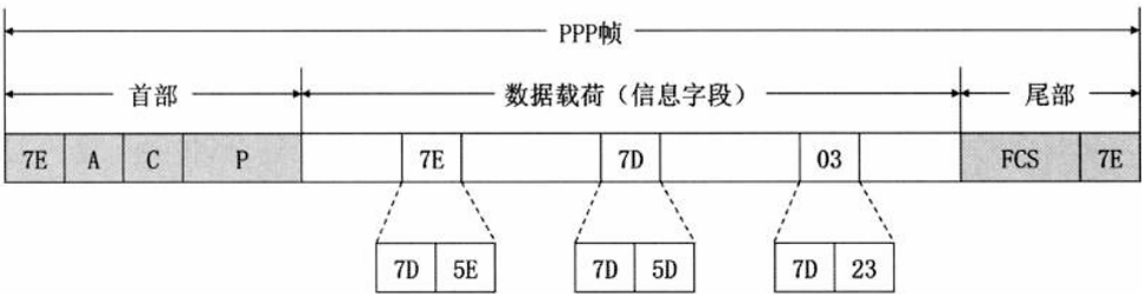 PPP帧
首部 数据载荷（信息字段） 尾部
7E A C P 7E 7D 03 FCS 7E
7D 5E 7D 5D 7D 23